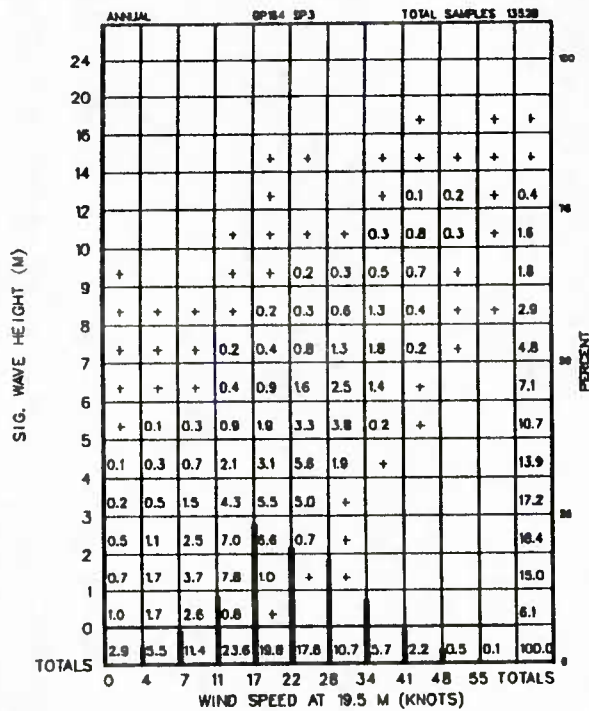 ANNUAL GP184 SP3 TOTAL SAMPLES 13538
24 100
20
+ + +
16
+ + + + + + +
14
+ + 0.1 0.2 + 0.4
12 75
+ + + + 0.3 0.8 0.3 + 1.6
10
+ + + 0.2 0.3 0.5 0.7 + 1.8
9
+ + + + 0.2 0.3 0.6 1.3 0.4 + + 2.9
8
+ + + 0.2 0.4 0.8 1.3 1.8 0.2 + 4.8
7
+ + + 0.4 0.9 1.6 2.5 1.4 + 7.1
6
+ 0.1 0.3 0.9 1.9 3.3 3.8 0.2 + 10.7
5
0.1 0.3 0.7 2.1 3.1 5.6 1.9 + 13.9
4
0.2 0.5 1.5 4.3 5.5 5.0 + 17.2
3
0.5 1.1 2.5 7.0 6.6 0.7 + 18.4
2
0.7 1.7 3.7 7.8 1.0 + + 15.0
1
1.0 1.7 2.6 0.8 + 6.1
0
2.9 5.5 11.4 23.6 19.8 17.8 10.7 5.7 2.2 0.5 0.1 100.0
TOTALS 0
0 4 7 11 17 22 28 34 41 48 55 TOTALS
WIND SPEED AT 19.5 M (KNOTS)
SIG. WAVE HEIGHT (M)
PERCENT